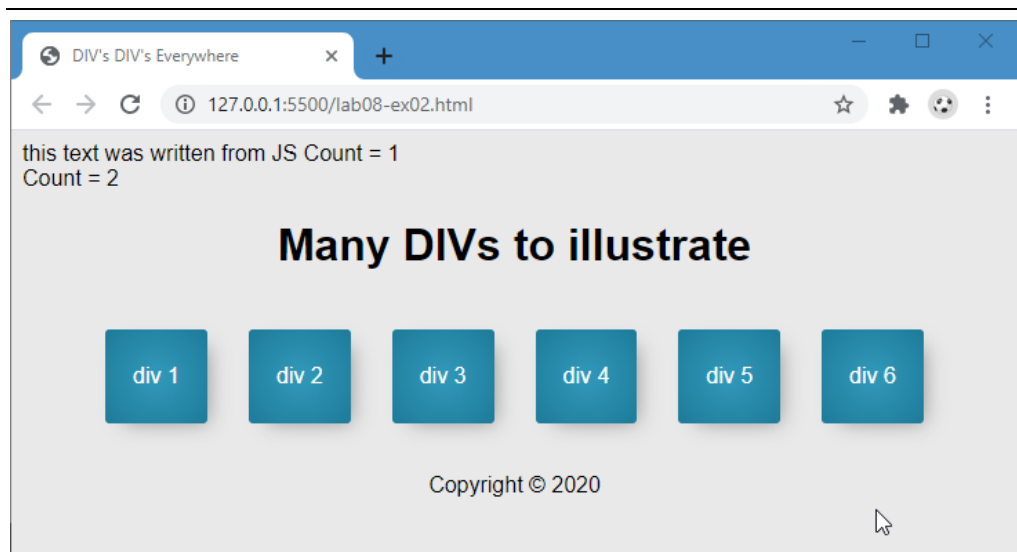 DIV's DIV's Everywhere
127.0.0.1:5500/lab08-ex02.html
this text was written from JS Count = 1
Count = 2
Many DIVs to illustrate
div 1 div 2 div 3 div 4 div 5 div 6
Copyright © 2020